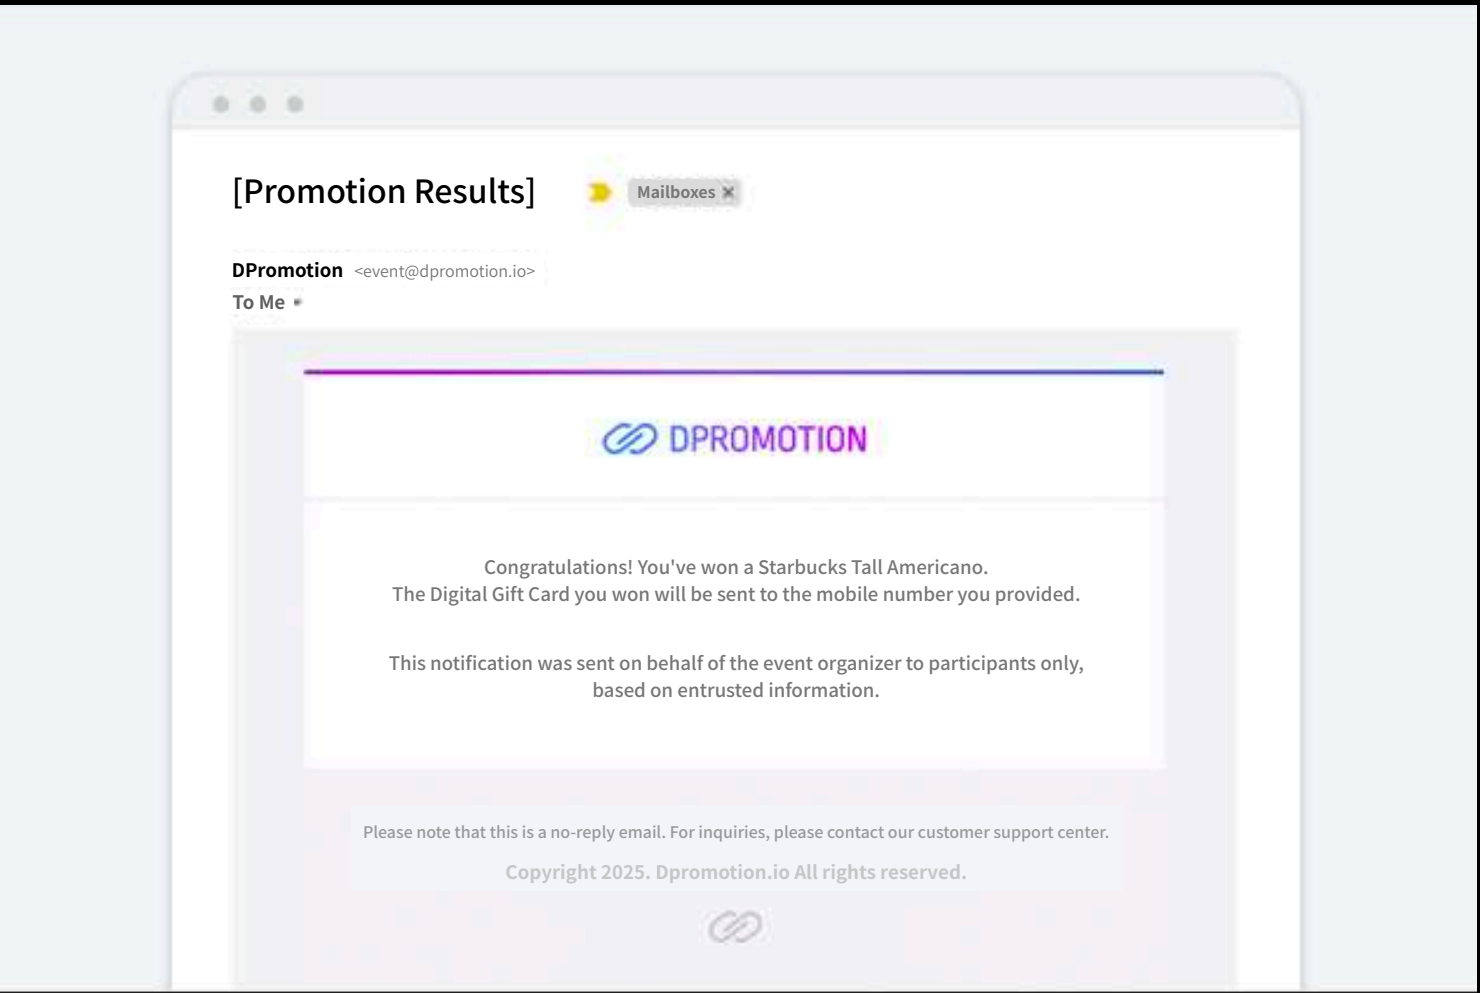 [Promotion Results]
Mailboxes
DPromotion <event@dpromotion.io>
To Me
DPROMOTION
Congratulations! You've won a Starbucks Tall Americano.
The Digital Gift Card you won will be sent to the mobile number you provided.
This notification was sent on behalf of the event organizer to participants only,
based on entrusted information.
Please note that this is a no-reply email. For inquiries, please contact our customer support center.
Copyright 2025. Dpromotion.io All rights reserved.